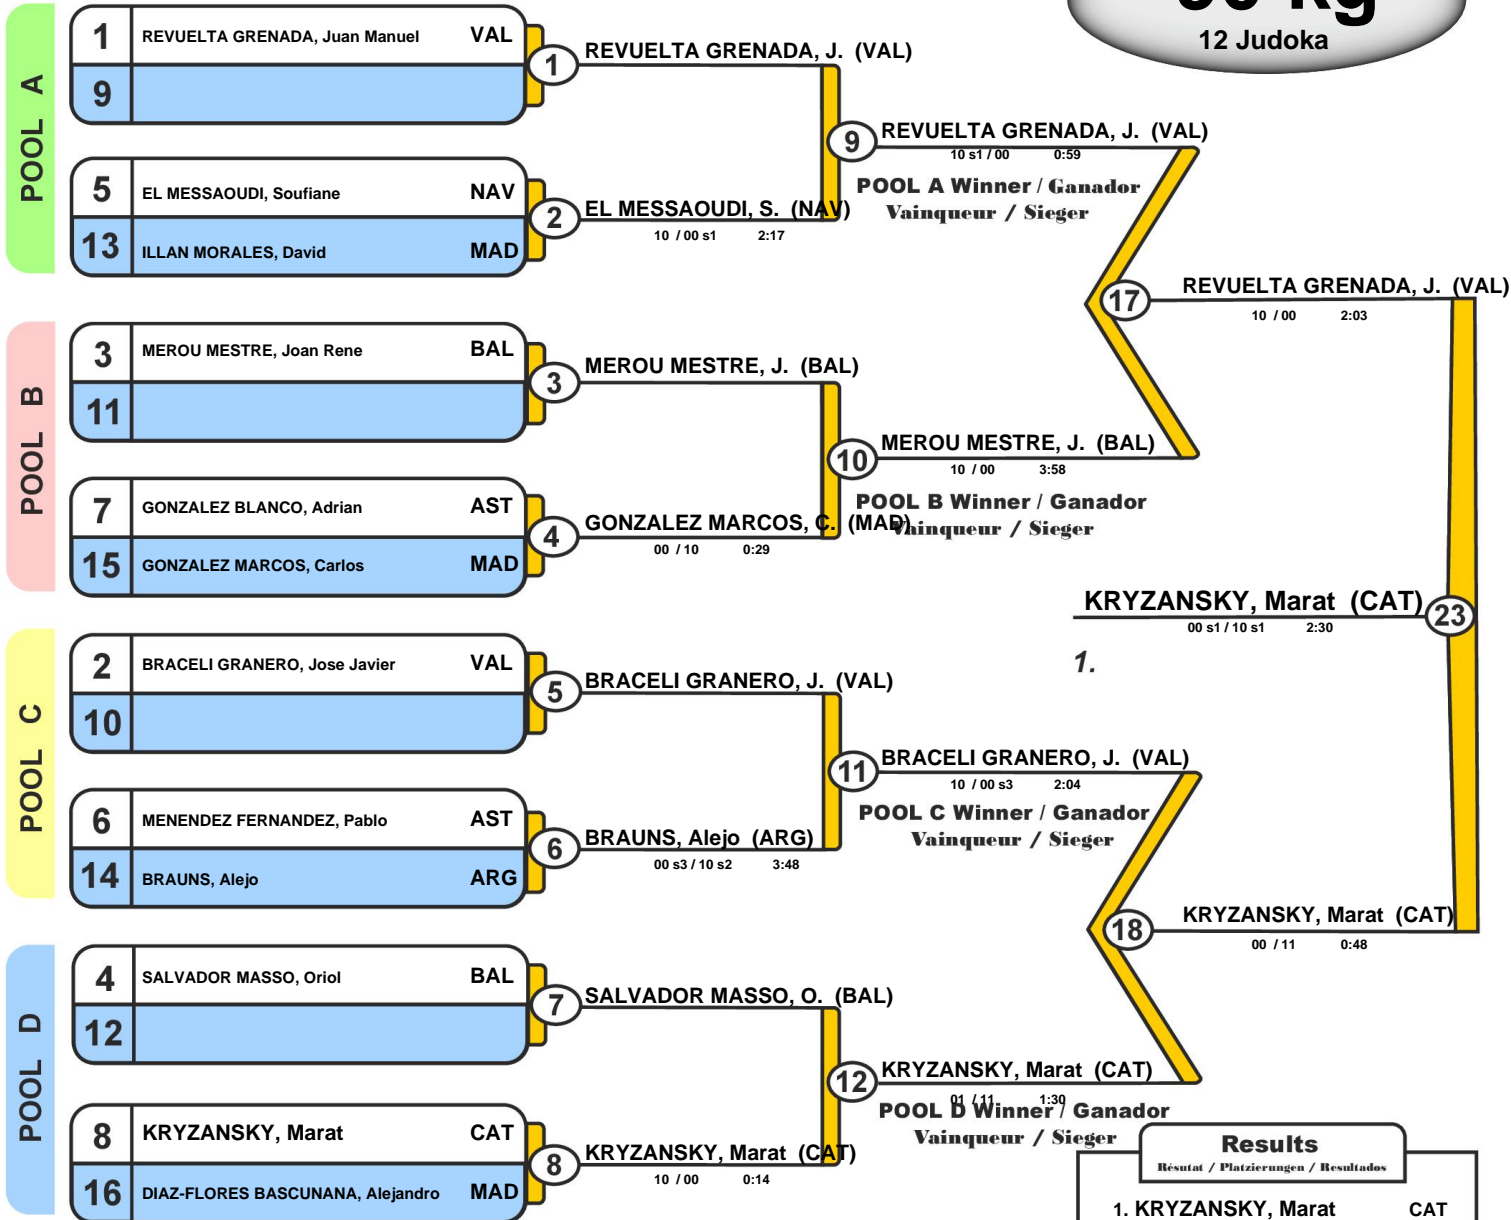 12 Judoka
POOL A
1 REVUELTA GRENADA, Juan Manuel VAL
9
1 REVUELTA GRENADA, J. (VAL)
5 EL MESSAOUDI, Soufiane NAV
13 ILLAN MORALES, David MAD
2 EL MESSAOUDI, S. (NAV)
10 / 00 s1 2:17
9 REVUELTA GRENADA, J. (VAL)
10 s1 / 00 0:59
POOL A Winner / Ganador
Vainqueur / Sieger
17 REVUELTA GRENADA, J. (VAL)
10 / 00 2:03
POOL B
3 MEROU MESTRE, Joan Rene BAL
11
3 MEROU MESTRE, J. (BAL)
7 GONZALEZ BLANCO, Adrian AST
15 GONZALEZ MARCOS, Carlos MAD
4 GONZALEZ MARCOS, C. (MAD)
00 / 10 0:29
10 MEROU MESTRE, J. (BAL)
10 / 00 3:58
POOL B Winner / Ganador
Vainqueur / Sieger
KRYZANSKY, Marat (CAT) 23
00 s1 / 10 s1 2:30
1.
POOL C
2 BRACELI GRANERO, Jose Javier VAL
10
5 BRACELI GRANERO, J. (VAL)
6 MENENDEZ FERNANDEZ, Pablo AST
14 BRAUNS, Alejo ARG
6 BRAUNS, Alejo (ARG)
00 s3 / 10 s2 3:48
11 BRACELI GRANERO, J. (VAL)
10 / 00 s3 2:04
POOL C Winner / Ganador
Vainqueur / Sieger
18 KRYZANSKY, Marat (CAT)
00 / 11 0:48
POOL D
4 SALVADOR MASSO, Oriol BAL
12
7 SALVADOR MASSO, O. (BAL)
8 KRYZANSKY, Marat CAT
16 DIAZ-FLORES BASCUNANA, Alejandro MAD
8 KRYZANSKY, Marat (CAT)
10 / 00 0:14
12 KRYZANSKY, Marat (CAT)
01 / 11 1:30
POOL D Winner / Ganador
Vainqueur / Sieger
Results
Résutat / Platzierungen / Resultados
1. KRYZANSKY, Marat CAT